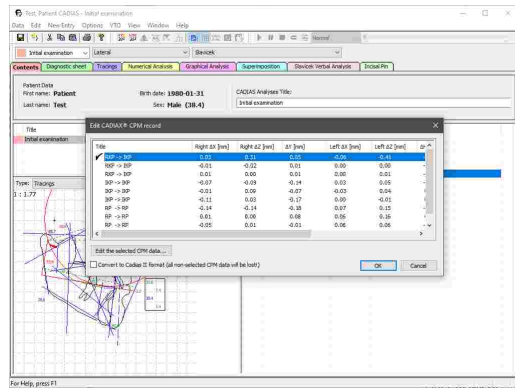 Test, Patient CADIAS - Initial examination
Data Edit New Entry Options VTO View Window Help
Normal
Initial examination Lateral Slavicek
Contents Diagnostic sheet Tracings Numerical Analysis Graphical Analysis Superimposition Slavicek Verbal Analysis Incisal Pin
Patient Data
First name: Patient Birth date: 1980-01-31 CADIAS Analyses Title:
Last name: Test Sex: Male (38.4) Initial examination
Title
Initial examination
Type: Tracings
1 : 1.77
Edit CADIAX® CPM record
Title Right ΔX [mm] Right ΔZ [mm] ΔY [mm] Left ΔX [mm] Left ΔZ [mm]
RKP -> IKP 0.03 0.31 0.05 -0.06 -0.41
RKP -> IKP -0.01 -0.02 0.01 0.00 0.00
RKP -> IKP 0.01 0.00 0.01 0.00 0.01
IKP -> IKP -0.07 -0.09 -0.14 0.03 0.05
IKP -> IKP -0.01 0.09 -0.07 -0.03 0.04
IKP -> IKP -0.11 0.03 -0.17 0.00 -0.01
RP -> RP -0.14 -0.14 -0.18 0.07 0.15
RP -> RP 0.01 0.00 0.08 0.06 0.16
RP -> RP -0.05 0.01 -0.01 0.06 0.06
Edit the selected CPM data...
Convert to Cadias II format (all non-selected CPM data will be lost!)
OK Cancel
For Help, press F1